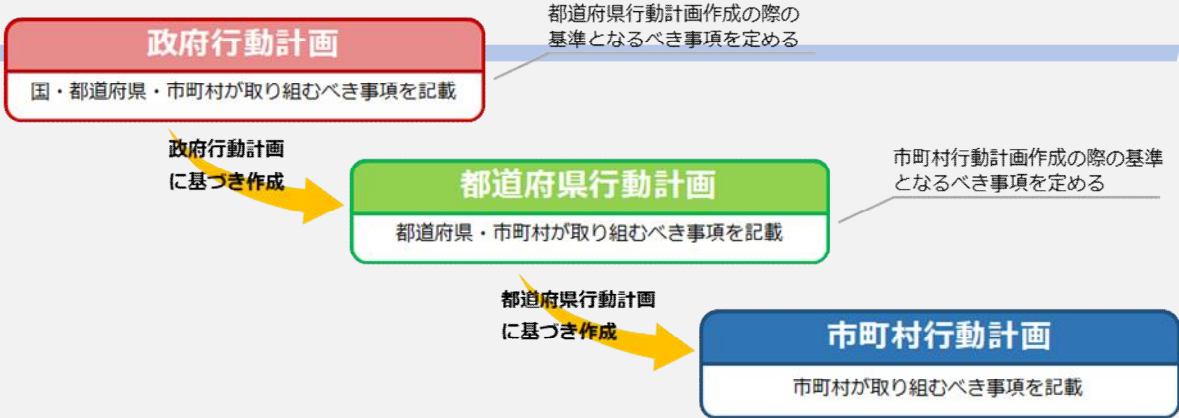 都道府県行動計画作成の際の
基準となるべき事項を定める
政府行動計画
国・都道府県・市町村が取り組むべき事項を記載
政府行動計画
に基づき作成
市町村行動計画作成の際の基準
となるべき事項を定める
都道府県行動計画
都道府県・市町村が取り組むべき事項を記載
都道府県行動計画
に基づき作成
市町村行動計画
市町村が取り組むべき事項を記載